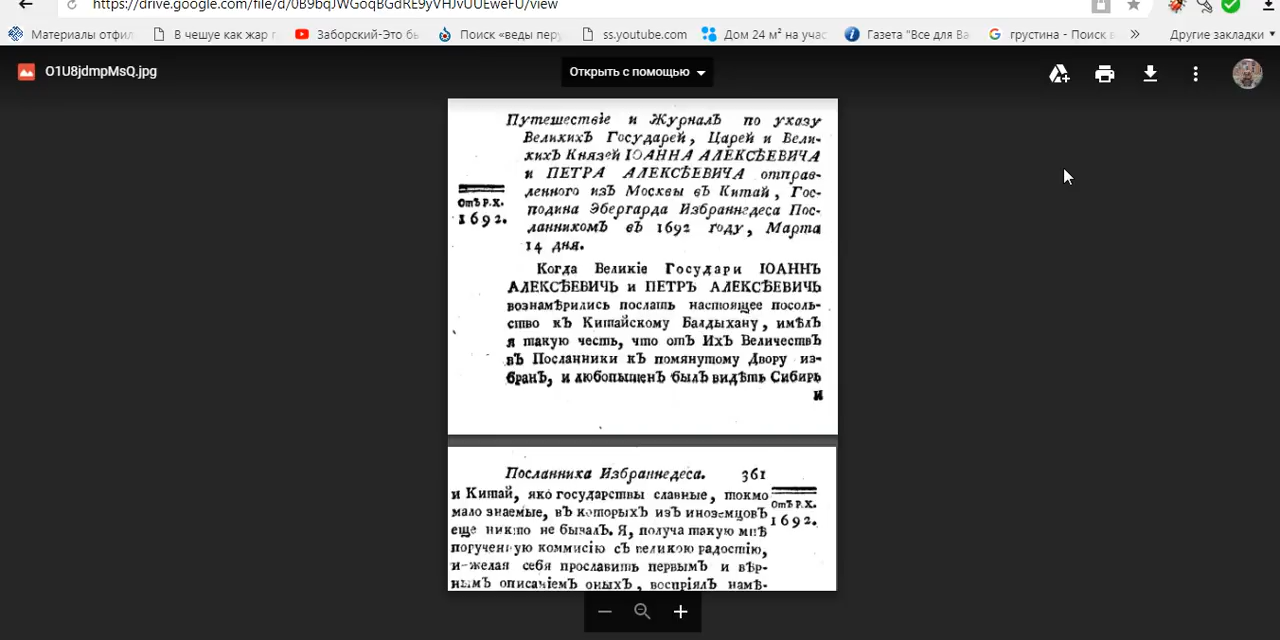 https://drive.google.com/file/d/0B9bqJWGoqBGdRE9yVHJvUUEweFU/view
Материалы отфил
В чешуе как жар г
Заборский-Это бы
Поиск «веды перу
ss.youtube.com
Дом 24 м² на учас
Газета "Все для Ва
грустина - Поиск в
»
Другие закладки
O1U8jdmpMsQ.jpg
Открыть с помощью
Путешествіе и ЖурналЪ по указу
ВеликихЪ Государей, Царей и Вели-
кихЪ Князей ІОАННА АЛЕКСѢЕВИЧА
и ПЕТРА АЛЕКСѢЕВИЧА отправ-
ленного изЪ Москвы вЪ Китай, Гос-
подина Эбергарда Избраннедеса Пос-
ланникомЪ вЪ 1692 году, Марта
14 дня.
ОтЪ Р.Х.
1692.
Когда Великіе Государи ІОАННЪ
АЛЕКСѢЕВИЧЬ и ПЕТРЪ АЛЕКСѢЕВИЧЬ
вознамѣрились послать настоящее посоль-
ство кЪ Китайскому Балдыхану, имѣлЪ
я такую честь, что отЪ ИхЪ ВеличествЪ
вЪ Посланники кЪ помянутому Двору из-
бранЪ, и любопытенЪ былЪ видѣть Сибирь
и
Посланника Избраннедеса. 361
и Китай, яко государствы славные, токмо
мало знаемые, вЪ которыхЪ изЪ иноземцовЪ
еще никто не бывалЪ. Я, получа такую мнѣ
порученную коммисію сЪ великою радостію,
и желая себя прославить первымЪ и вѣр-
нымЪ описаніемЪ оныхЪ, воспріялЪ намѣ-
ОтЪ Р.Х.
1692.